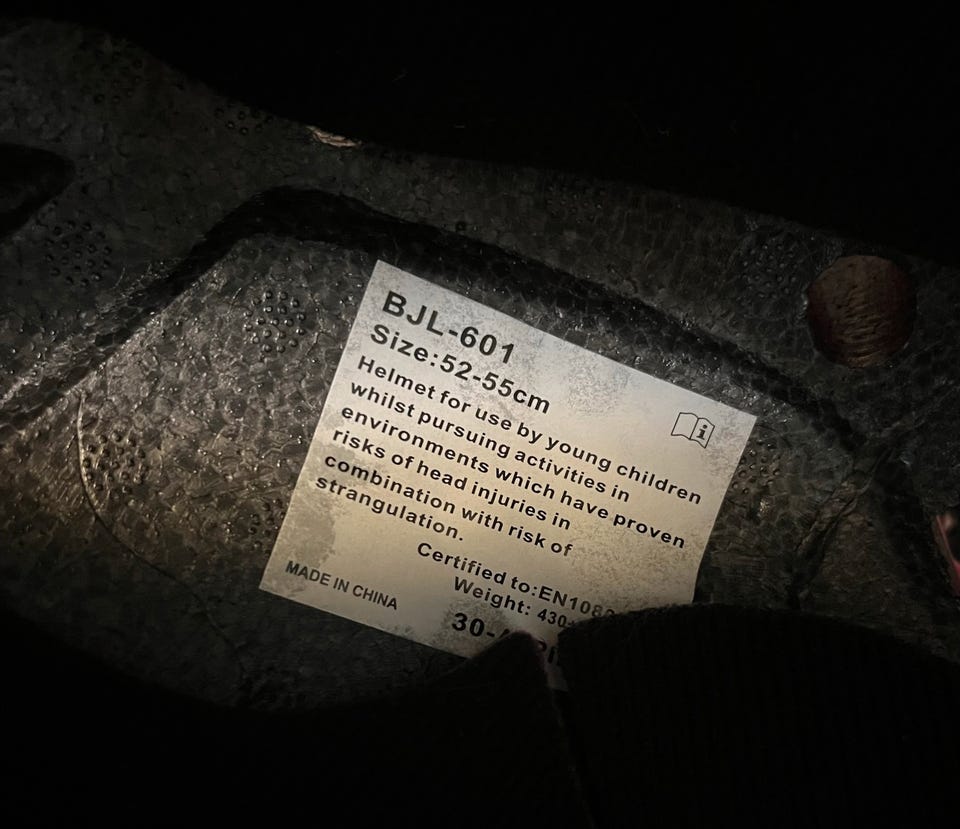 BJL-601
Size:52-55cm
Helmet for use by young children
whilst pursuing activities in
environments which have proven
risks of head injuries in
combination with risk of
strangulation.
Certified to:
Weight:
MADE IN CHINA